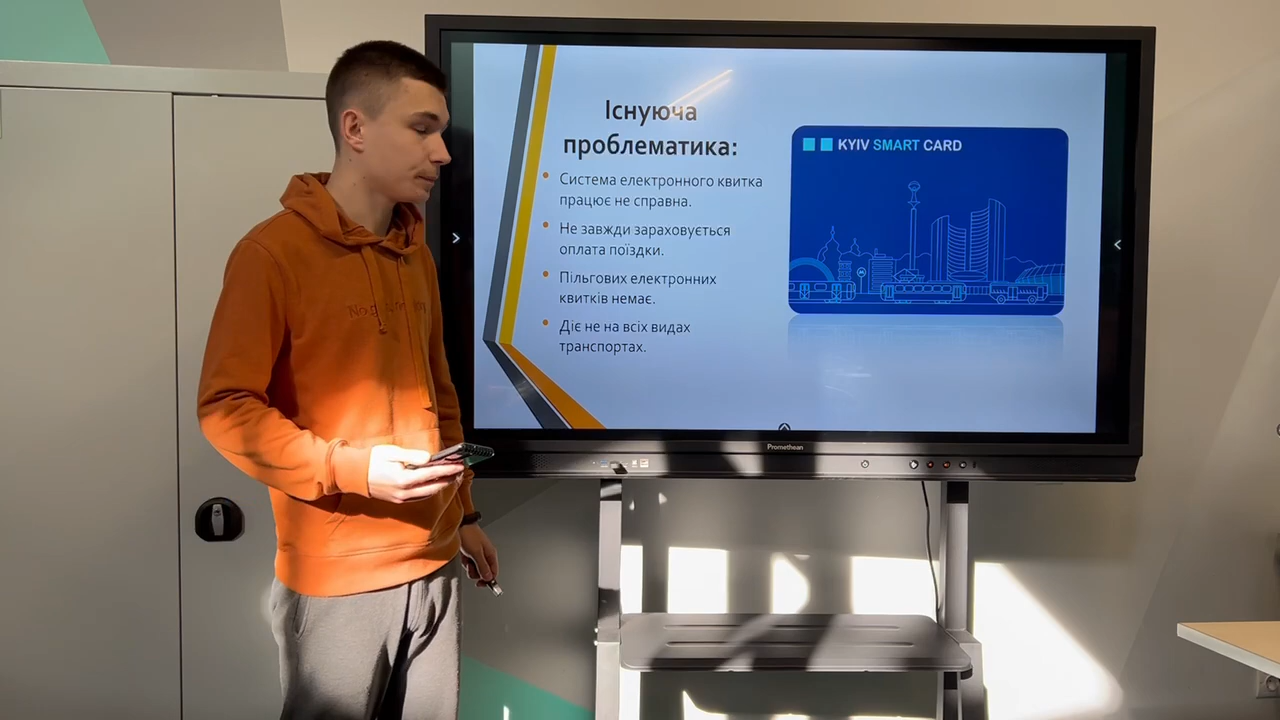 Існуюча
проблематика:
Система електронного квитка
працює не справна.
Не завжди зараховується
оплата поїздки.
Пільгових електронних
квитків немає.
Діє не на всіх видах
транспортах.
KYIV SMART CARD
Promethean